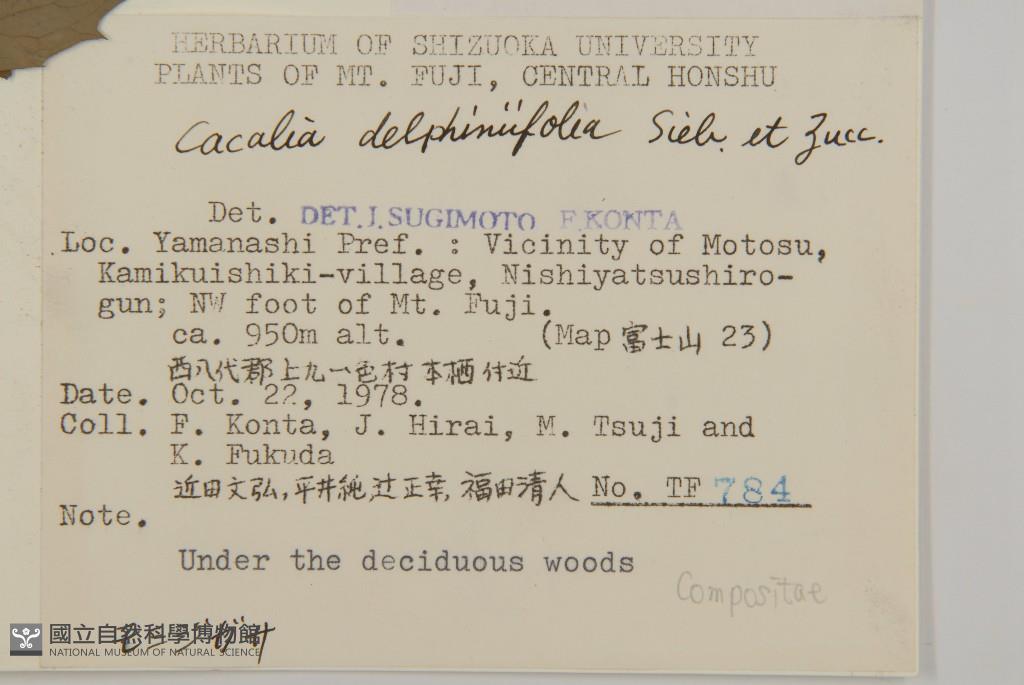 HERBARIUM OF SHIZUOKA UNIVERSITY
PLANTS OF MT. FUJI, CENTRAL HONSHU
Cacalia delphiniifolia Sieb. et Zucc.
Det. DET.J.SUGIMOTO F.KONTA
Loc. Yamanashi Pref. : Vicinity of Motosu,
Kamikuishiki-village, Nishiyatsushiro-
gun; NW foot of Mt. Fuji.
ca. 950m alt. (Map 富士山 23)
西八代郡上九一色村本栖付近
Date. Oct. 22, 1978.
Coll. F. Konta, J. Hirai, M. Tsuji and
K. Fukuda
近田文弘, 平井純, 辻正幸, 福田清人 No. TF 784
Note.
Under the deciduous woods
Compositae
國立自然科學博物館
NATIONAL MUSEUM OF NATURAL SCIENCE